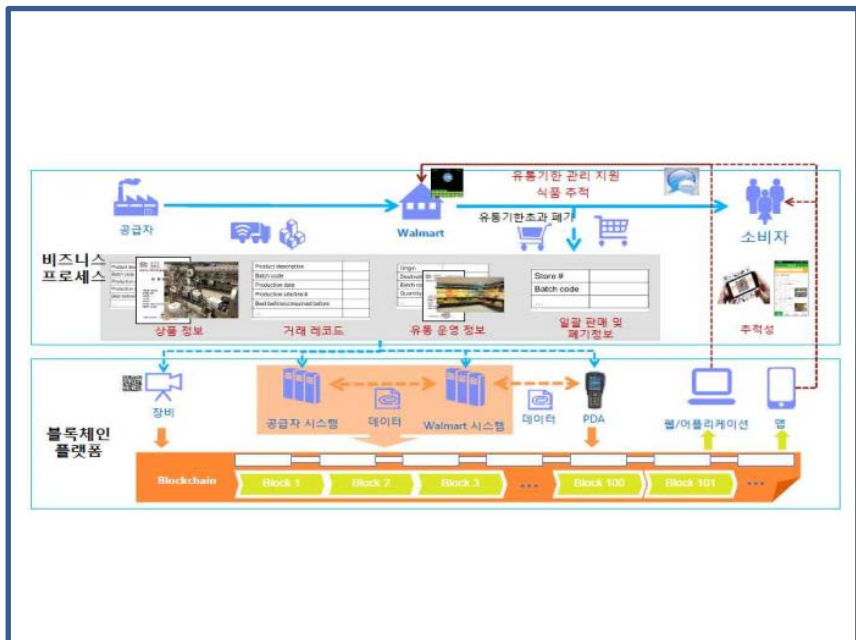 유통기한 관리 지원
식품 추적
공급자
Walmart
유통기한초과 폐기
소비자
비즈니스
프로세스
Product description
Batch code
Production date
Production site/line #
Best before/consumed before
....
Origin
Batch
Quantity
Store #
Batch code
....
상품 정보
거래 레코드
유통 운영 정보
일괄 판매 및
폐기정보
추적성
장비
공급자 시스템
데이터
Walmart 시스템
데이터
PDA
웹/어플리케이션
앱
블록체인
플랫폼
Blockchain
Block 1
Block 2
Block 3
...
Block 100
Block 101
...